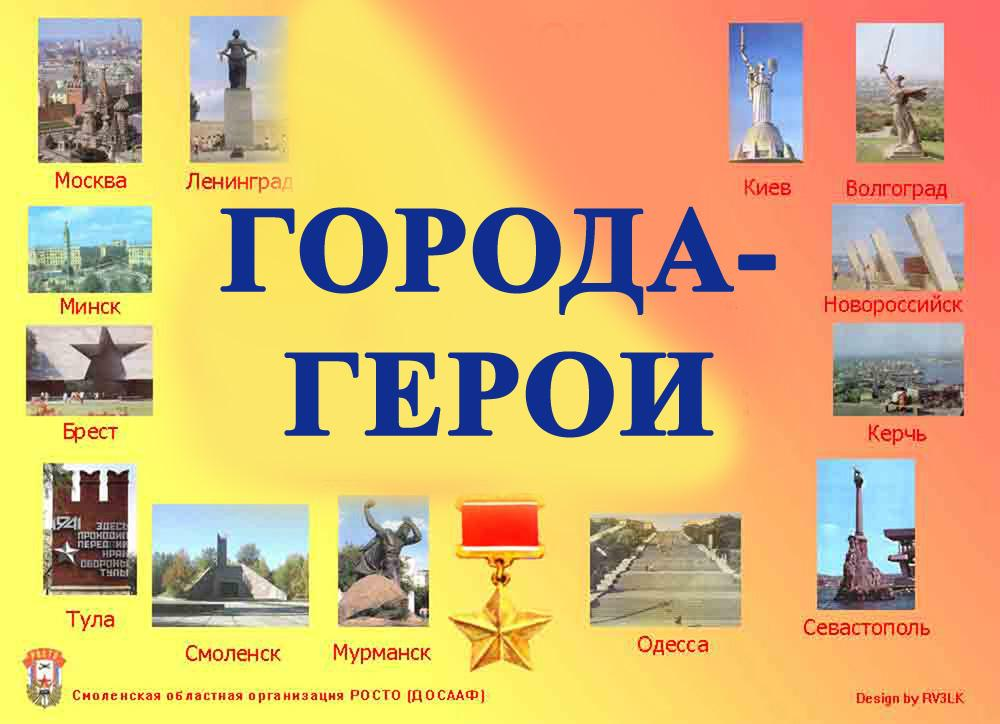 Москва
Ленинград
Киев
Волгоград
ГОРОДА-
ГЕРОИ
Минск
Новороссийск
Брест
Керчь
1941 ЗДЕСЬ
ПРОХОДИЛ
ПЕРЕДНИЙ
КРАЙ
ОБОРОНЫ
ТУЛЫ
Тула
Смоленск
Мурманск
Одесса
Севастополь
РОСТО
Смоленская областная организация РОСТО (ДОСААФ)
Design by RV3LK